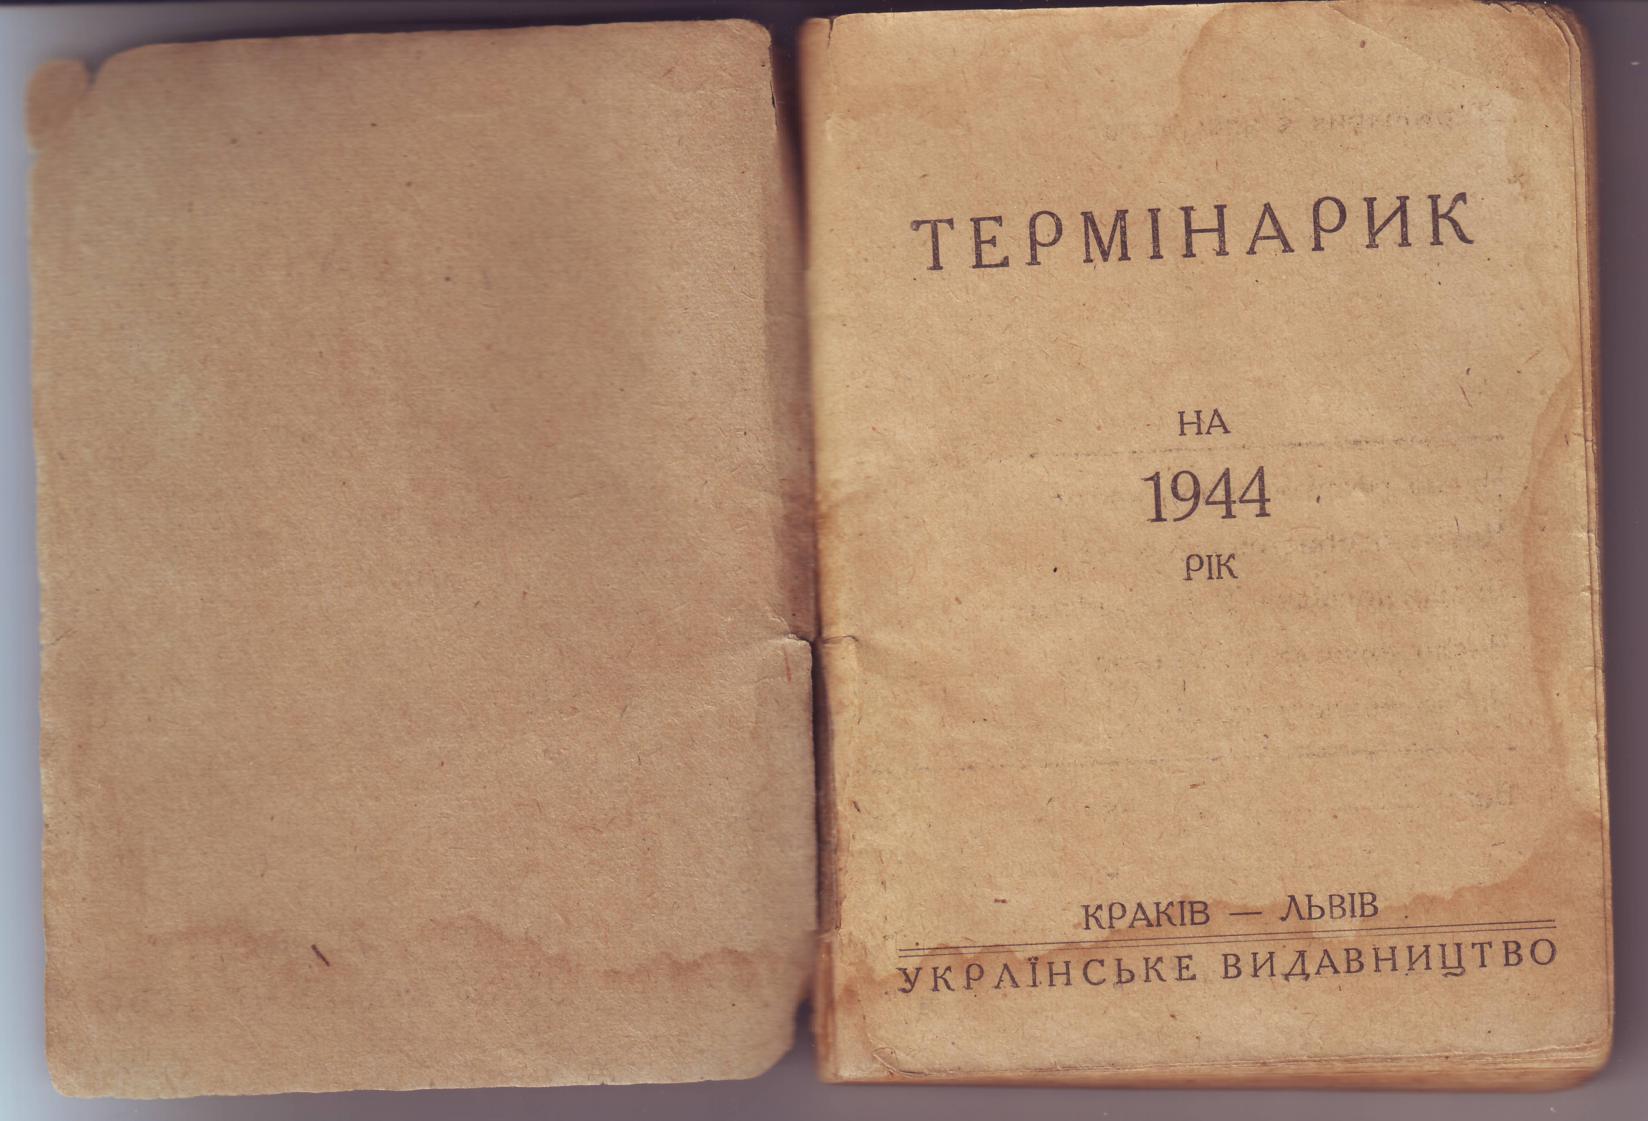 ТЕРМІНАРИК
НА
1944
РІК
КРАКІВ — ЛЬВІВ
УКРАЇНСЬКЕ ВИДАВНИЦТВО